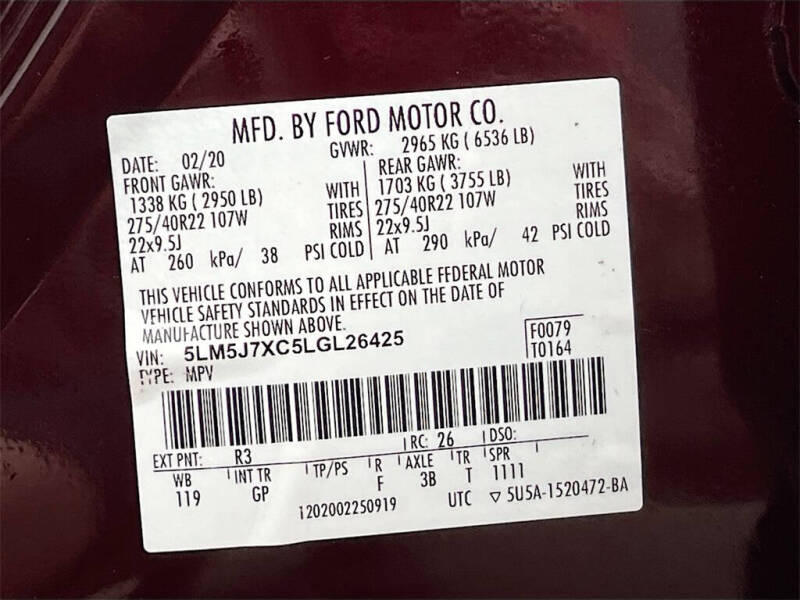 MFD. BY FORD MOTOR CO.
DATE: 02/20 GVWR: 2965 KG ( 6536 LB)
FRONT GAWR: REAR GAWR:
1338 KG ( 2950 LB) WITH 1703 KG ( 3755 LB) WITH
275/40R22 107W TIRES 275/40R22 107W TIRES
22x9.5J RIMS 22x9.5J RIMS
AT 260 kPa/ 38 PSI COLD AT 290 kPa/ 42 PSI COLD
THIS VEHICLE CONFORMS TO ALL APPLICABLE FEDERAL MOTOR
VEHICLE SAFETY STANDARDS IN EFFECT ON THE DATE OF
MANUFACTURE SHOWN ABOVE.
VIN: 5LM5J7XC5LGL26425 F0079
TYPE: MPV T0164
EXT PNT: R3 RC: 26 DSO:
WB INT TR TP/PS R AXLE TR SPR
119 GP F 3B T 1111
1202002250919 UTC ▽ 5U5A-1520472-BA